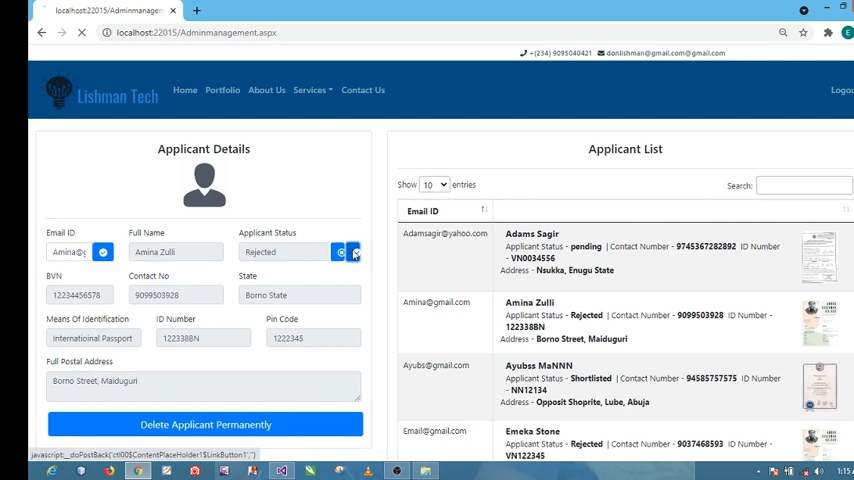 localhost:22015/Adminmanagement
localhost:22015/Adminmanagement.aspx
+(234) 9095040421 donlishman@gmail.com@gmail.com
Lishman Tech Home Portfolio About Us Services Contact Us Logou
Applicant Details
Email ID Full Name Applicant Status
Amina@g Amina Zulli Rejected
BVN Contact No State
12234456578 9099503928 Borno State
Means Of Identification ID Number Pin Code
Internatioinal Passport 122338BN 1222345
Full Postal Address
Borno Street, Maiduguri
Delete Applicant Permanently
Applicant List
Show 10 entries Search:
Email ID
Adamsagir@yahoo.com Adams Sagir
Applicant Status - pending | Contact Number - 9745367282892 ID Number
- VN0034556
Address - Nsukka, Enugu State
Amina@gmail.com Amina Zulli
Applicant Status - Rejected | Contact Number - 9099503928 ID Number -
122338BN
Address - Borno Street, Maiduguri
Ayubs@gmail.com Ayubss MaNNN
Applicant Status - Shortlisted | Contact Number - 94585757575 ID Number
- NN12134
Address - Opposit Shoprite, Lube, Abuja
Email@gmail.com Emeka Stone
Applicant Status - Rejected | Contact Number - 9037468593 ID Number -
VN122345
javascript:__doPostBack('ctl00$ContentPlaceHolder1$LinkButton1','')
1:15